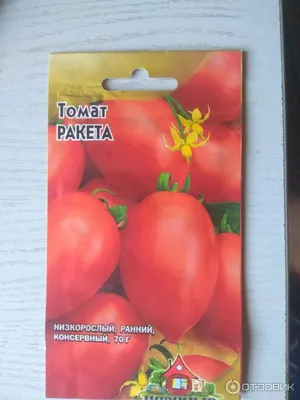 Томат
РАКЕТА
НИЗКОРОСЛЫЙ, РАННИЙ,
КОНСЕРВНЫЙ, 70 Г
ОТЗОВИК